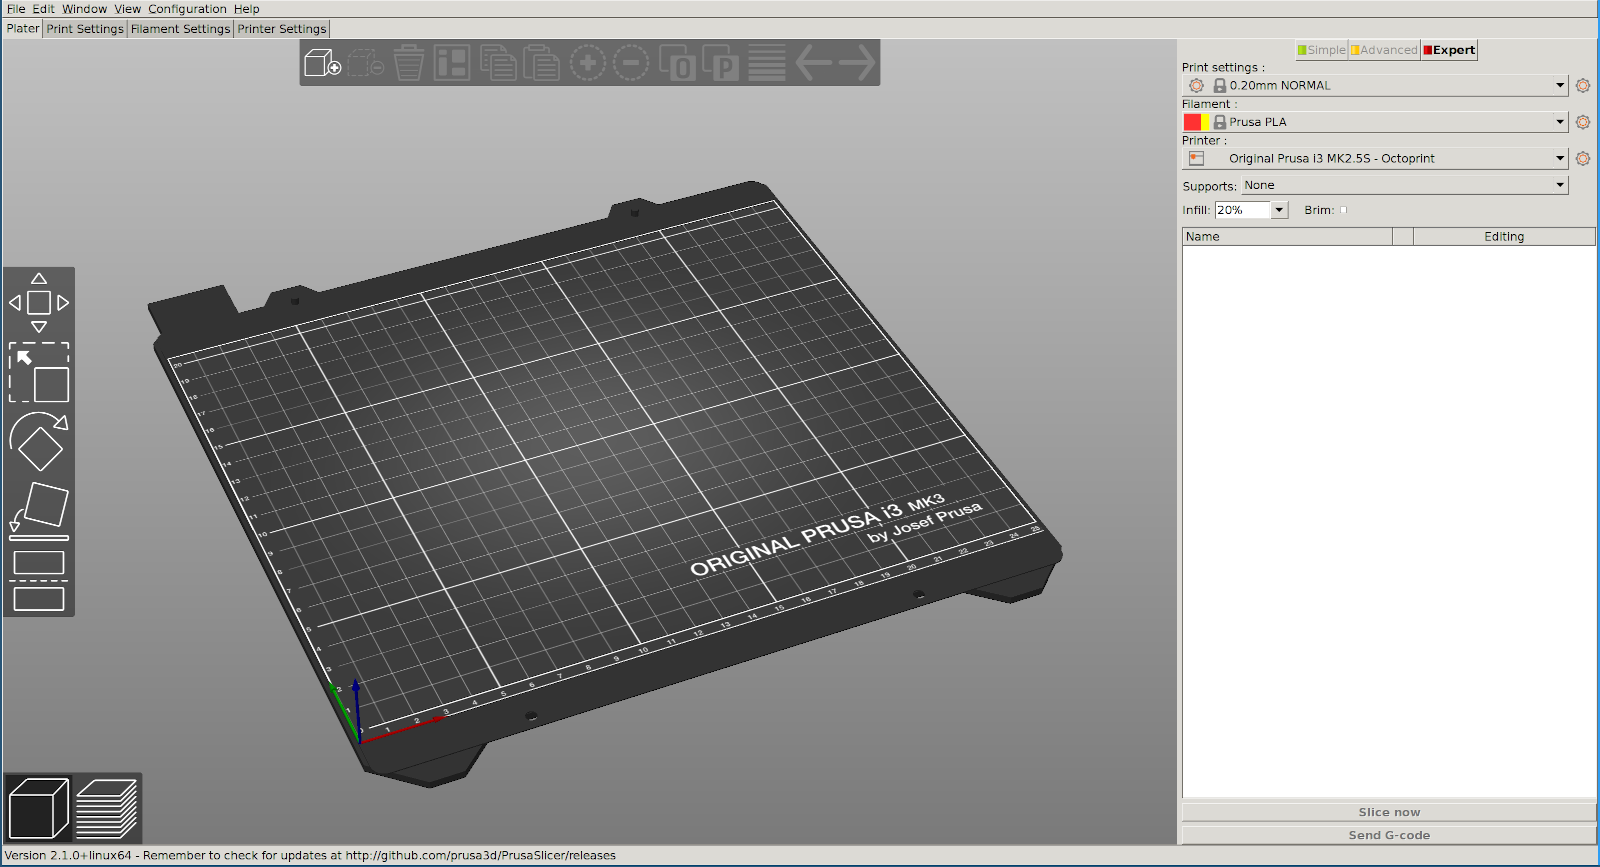 File Edit Window View Configuration Help
Plater Print Settings Filament Settings Printer Settings
Simple Advanced Expert
Print settings :
0.20mm NORMAL
Filament :
Prusa PLA
Printer :
Original Prusa i3 MK2.5S - Octoprint
Supports: None
Infill: 20% Brim:
Name Editing
20
19
18
17
16
15
14
13
12
11
10
9
8
7
6
5
4
3
2
1
ORIGINAL PRUSA i3 MK3
by Josef Prusa
1 2 3 4 5 6 7 8 9 10 11 12 13 14 15 16 17 18 19 20 21 22 23 24 25
Slice now
Send G-code
Version 2.1.0+linux64 - Remember to check for updates at http://github.com/prusa3d/PrusaSlicer/releases